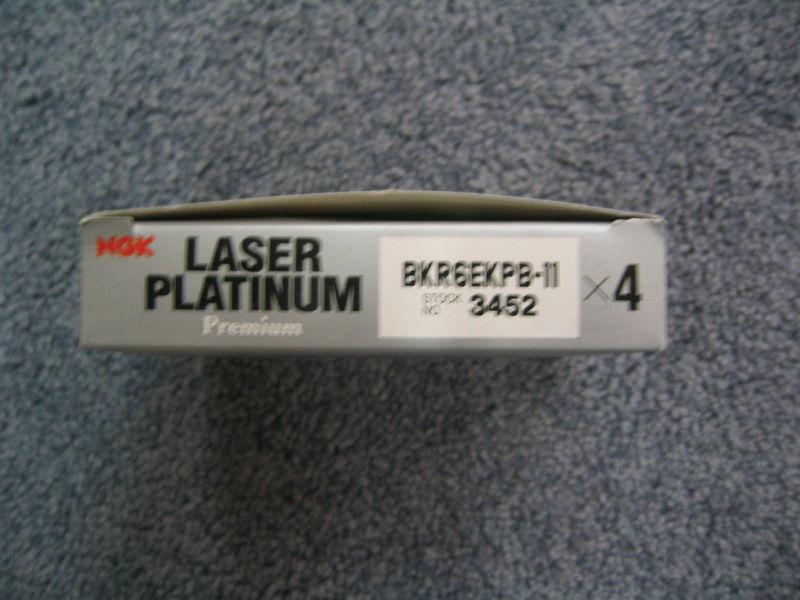 NGK
LASER
PLATINUM
Premium
BKR6EKPB-11
STOCK
NO.
3452
×4